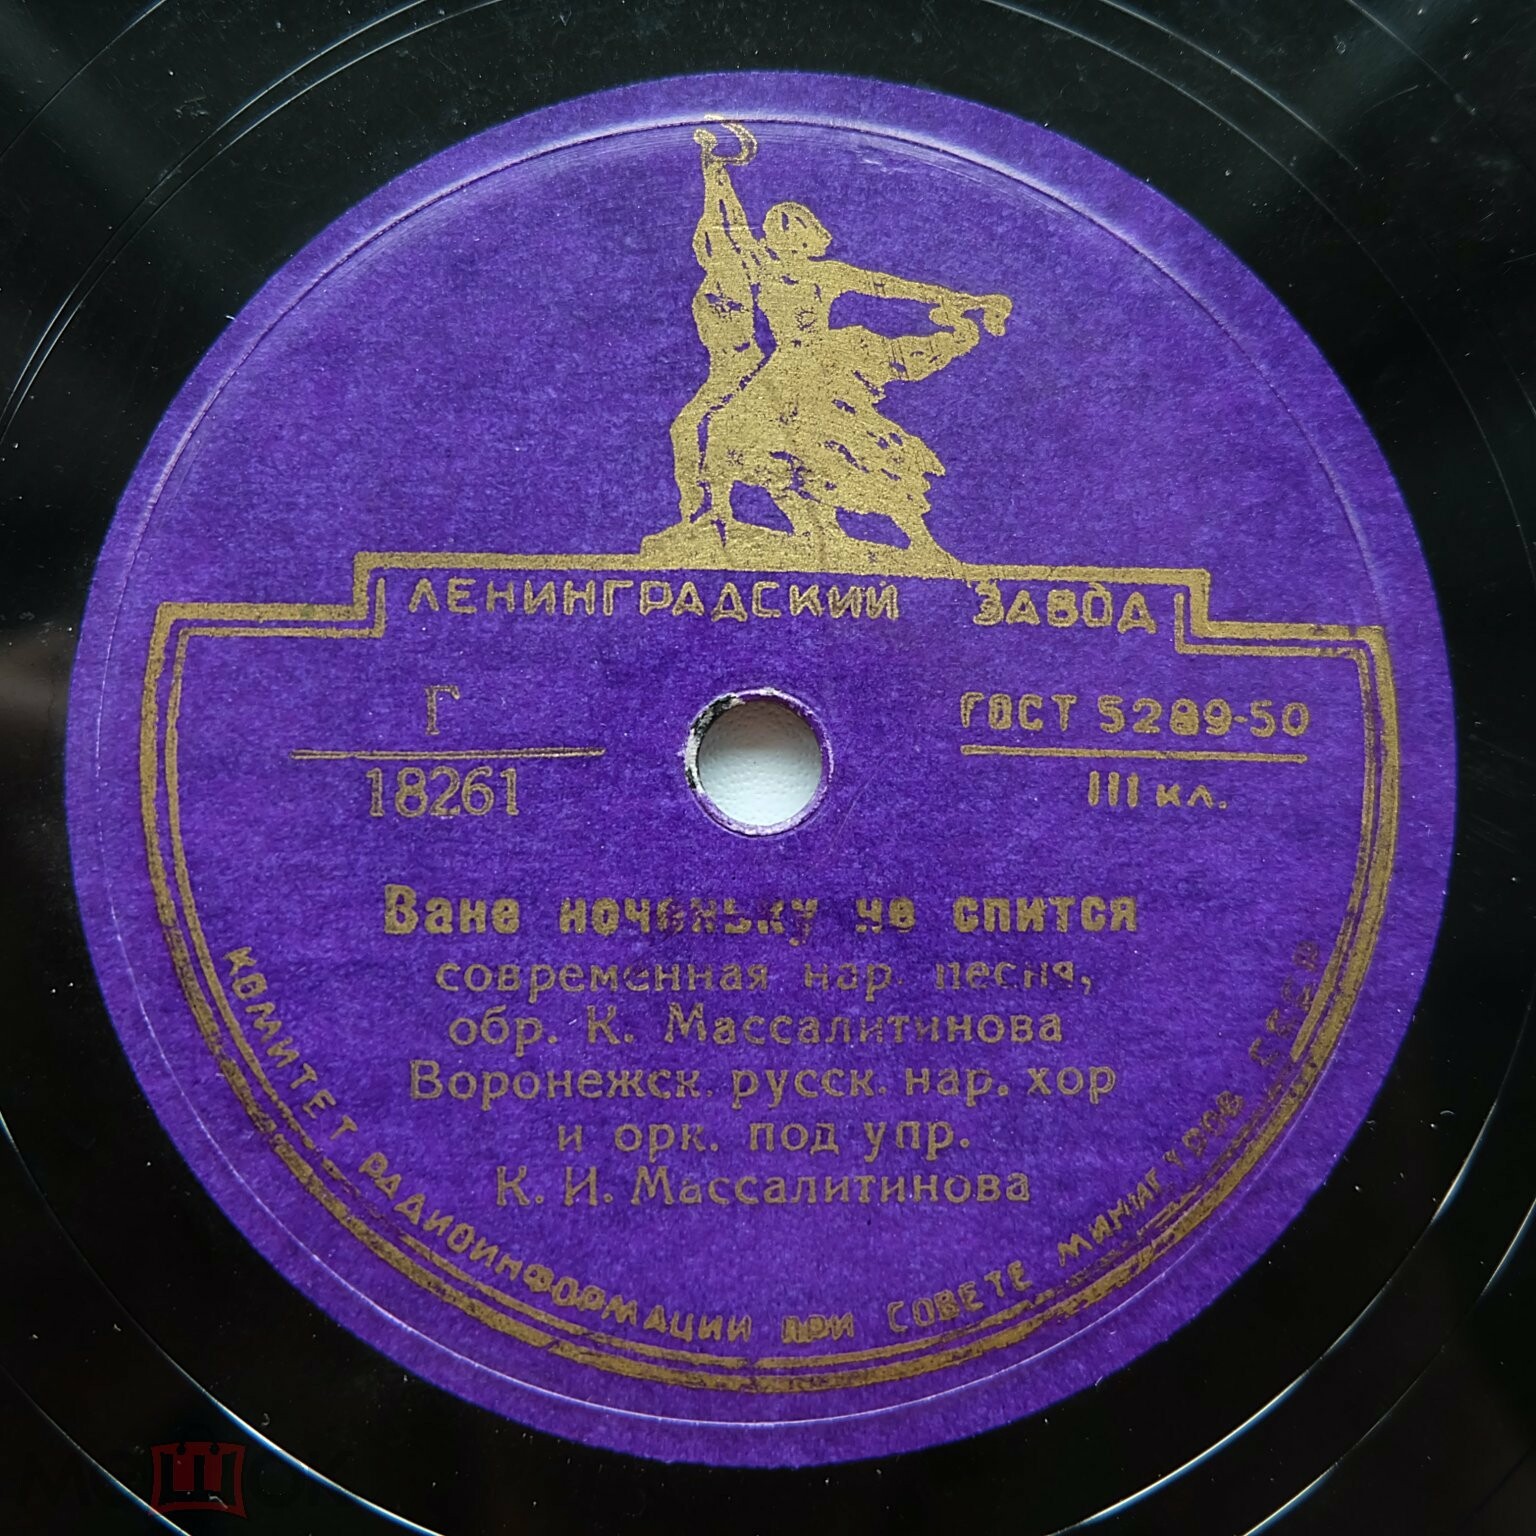 ЛЕНИНГРАДСКИЙ ЗАВОД
Г
18261
ГОСТ 5289-50
III кл.
Ване ноченьку не спится
современная нар. песня,
обр. К. Массалитинова
Воронежск. русск. нар. хор
и орк. под упр.
К. И. Массалитинова
КОМИТЕТ РАДИОИНФОРМАЦИИ ПРИ СОВЕТЕ МИНИСТРОВ СССР